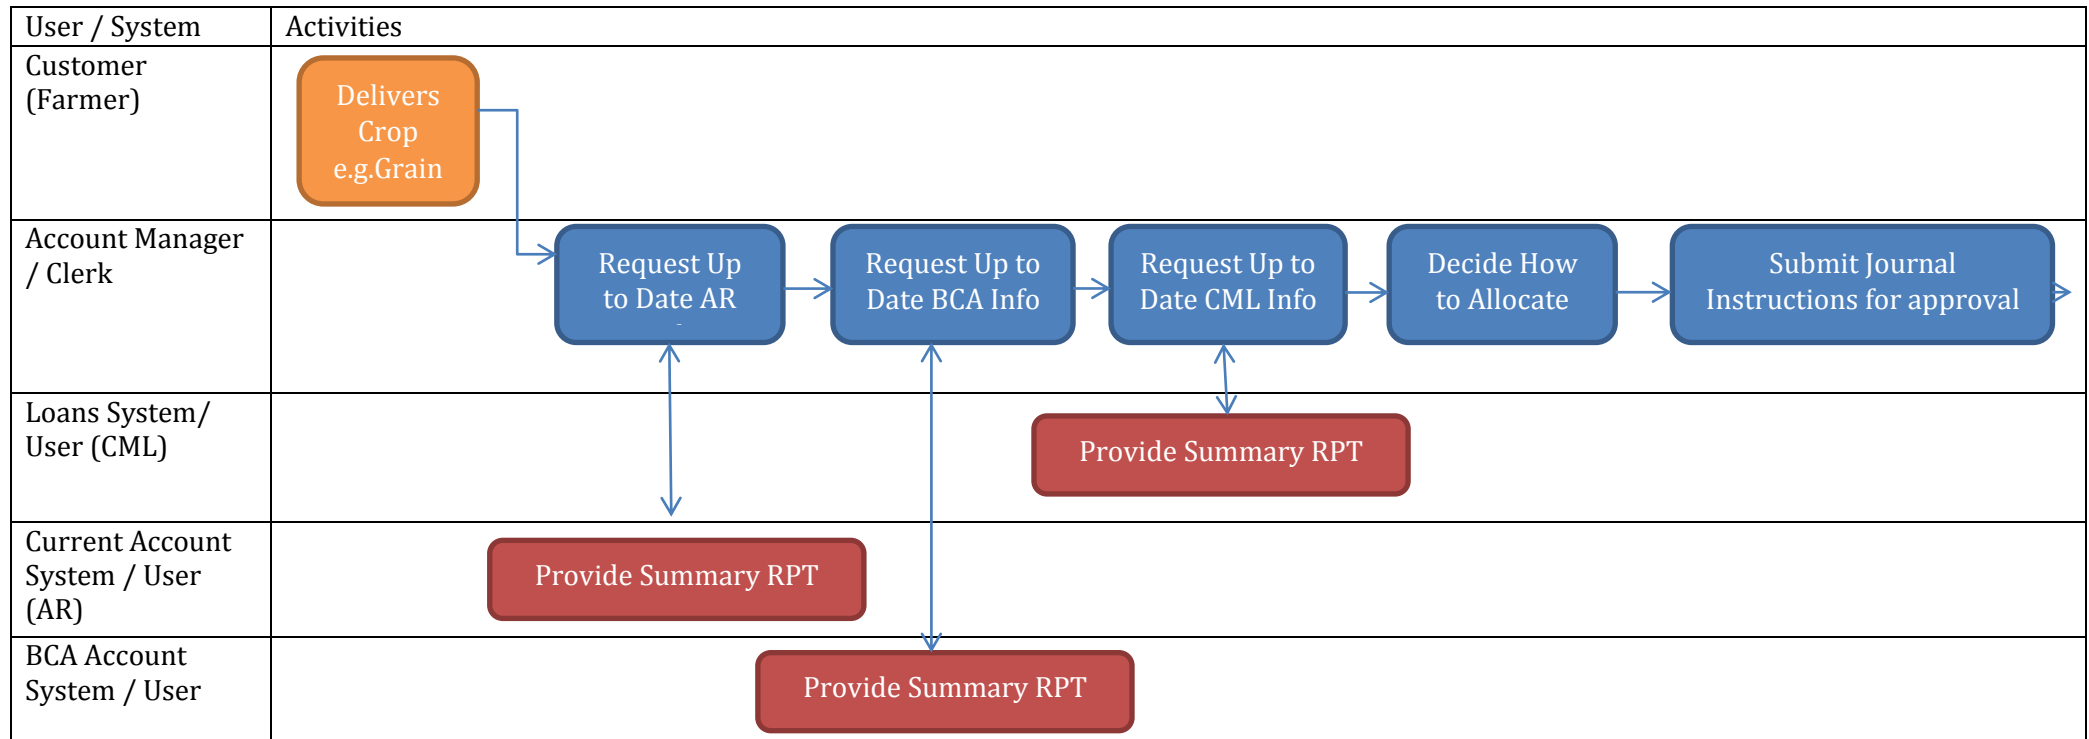 User / System
Activities
Customer
(Farmer)
Delivers
Crop
e.g.Grain
Account Manager
/ Clerk
Request Up
to Date AR
Request Up to
Date BCA Info
Request Up to
Date CML Info
Decide How
to Allocate
Submit Journal
Instructions for approval
Loans System/
User (CML)
Provide Summary RPT
Current Account
System / User
(AR)
Provide Summary RPT
BCA Account
System / User
Provide Summary RPT